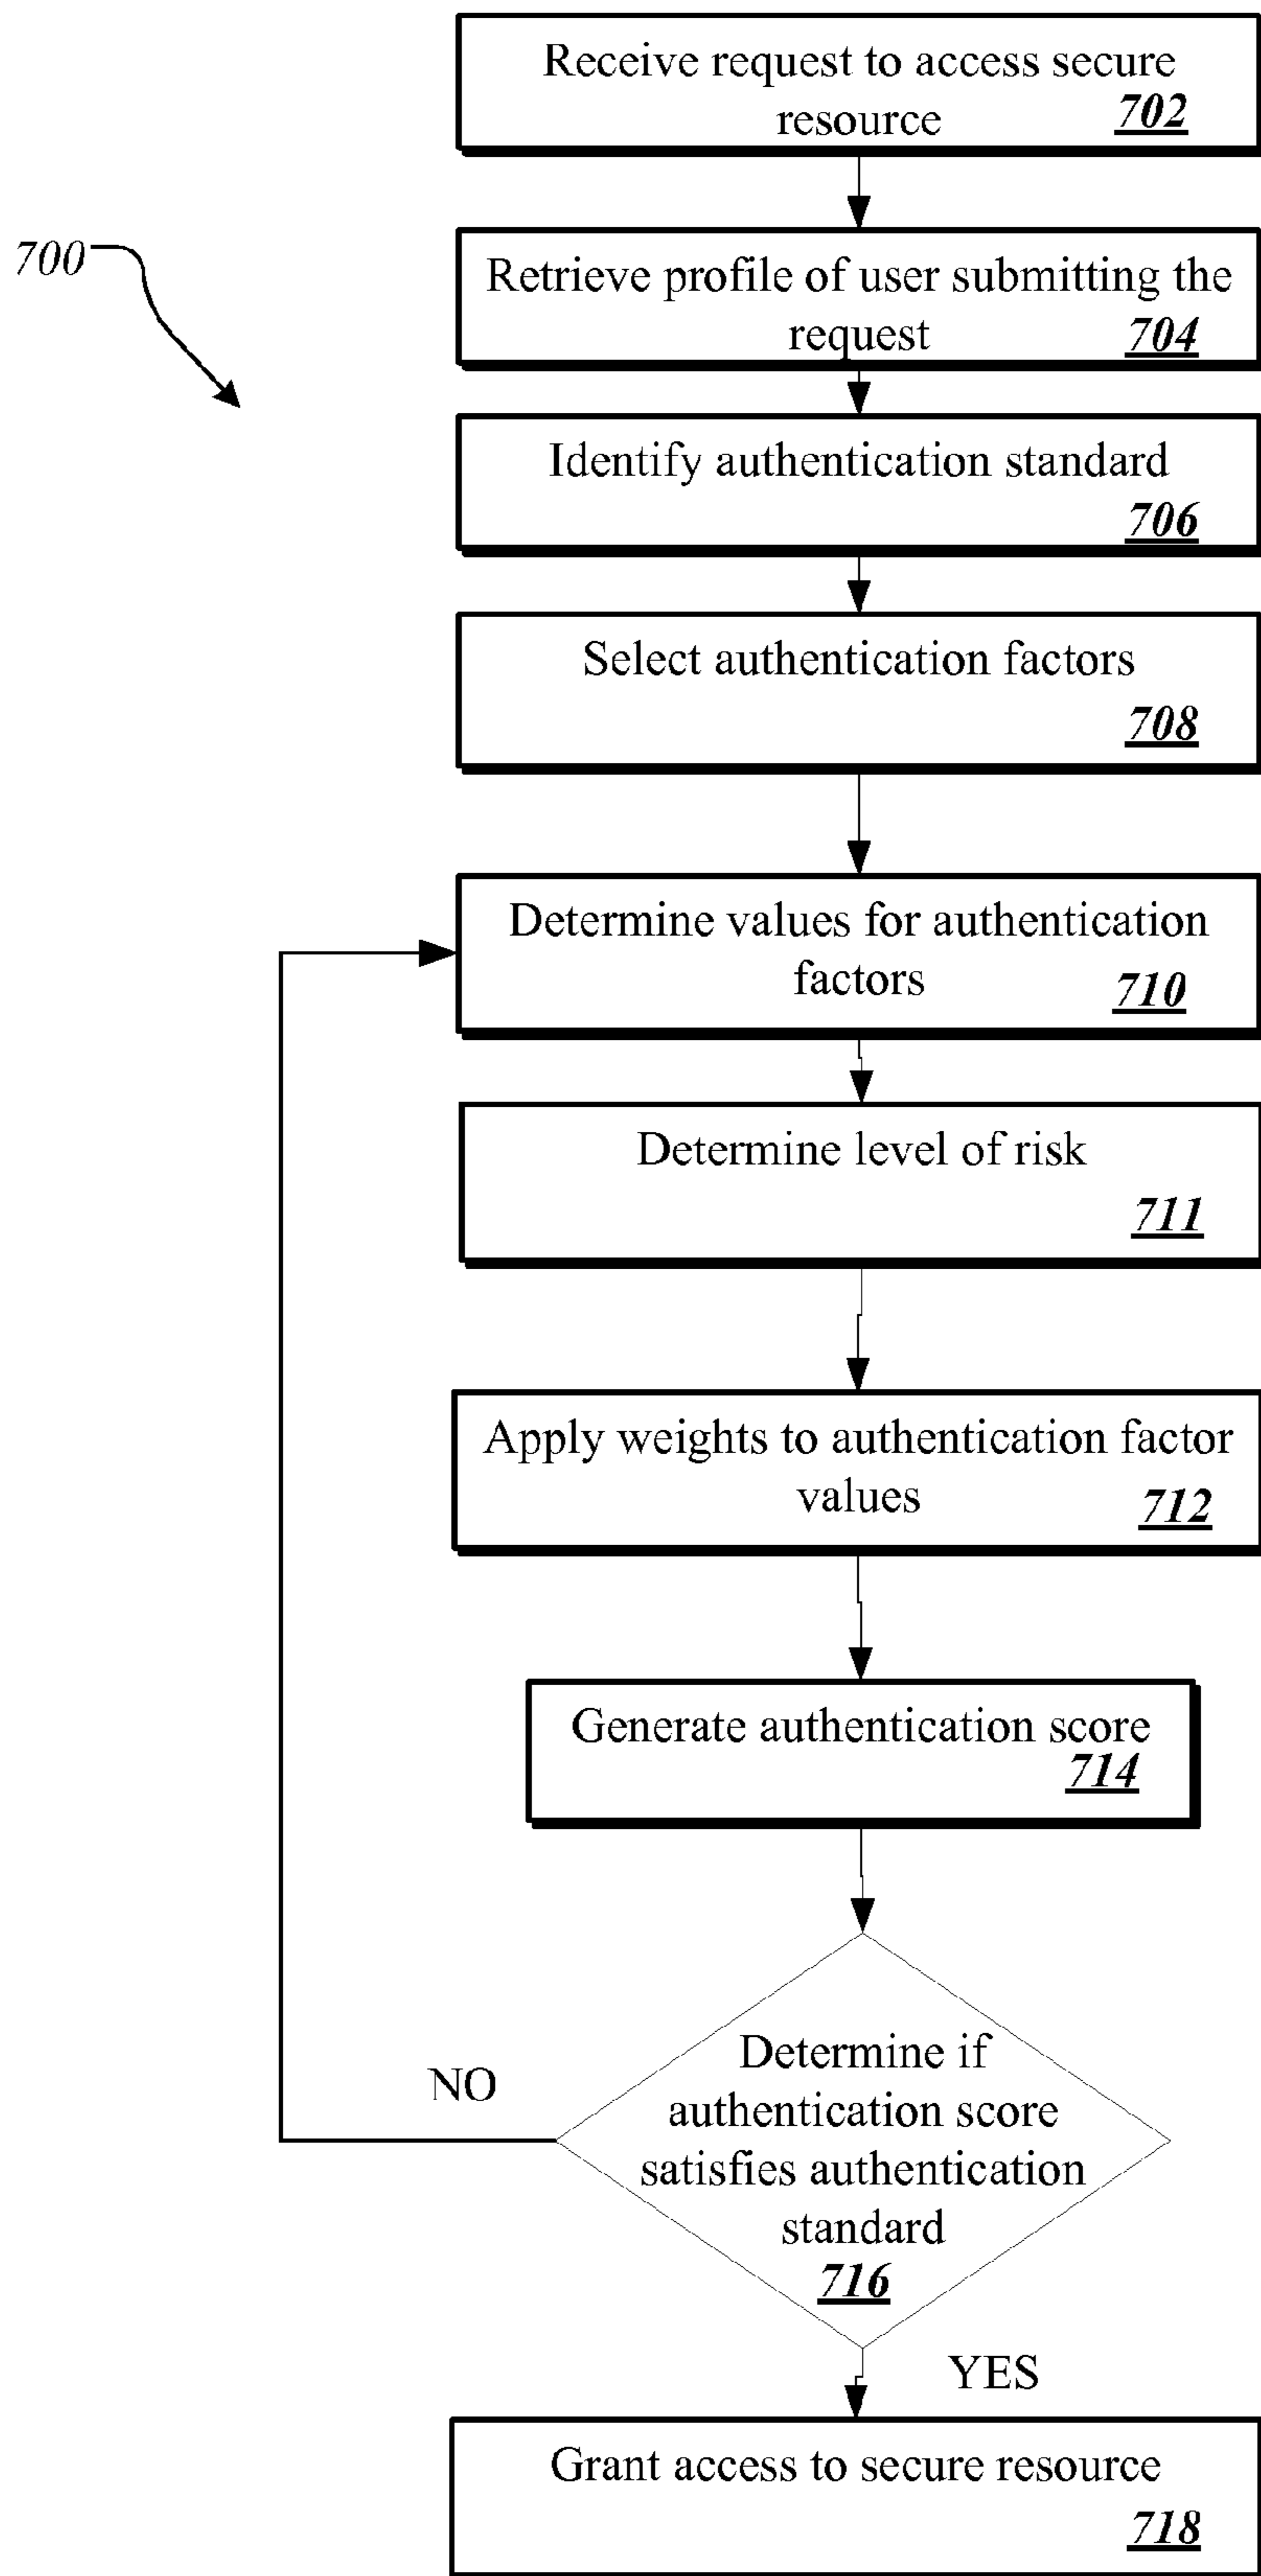 Receive request to access secure
resource 702
700
Retrieve profile of user submitting the
request 704
Identify authentication standard
706
Select authentication factors
708
Determine values for authentication
factors 710
Determine level of risk
711
Apply weights to authentication factor
values 712
Generate authentication score
714
Determine if
authentication score
satisfies authentication
standard
716
NO
YES
Grant access to secure resource
718